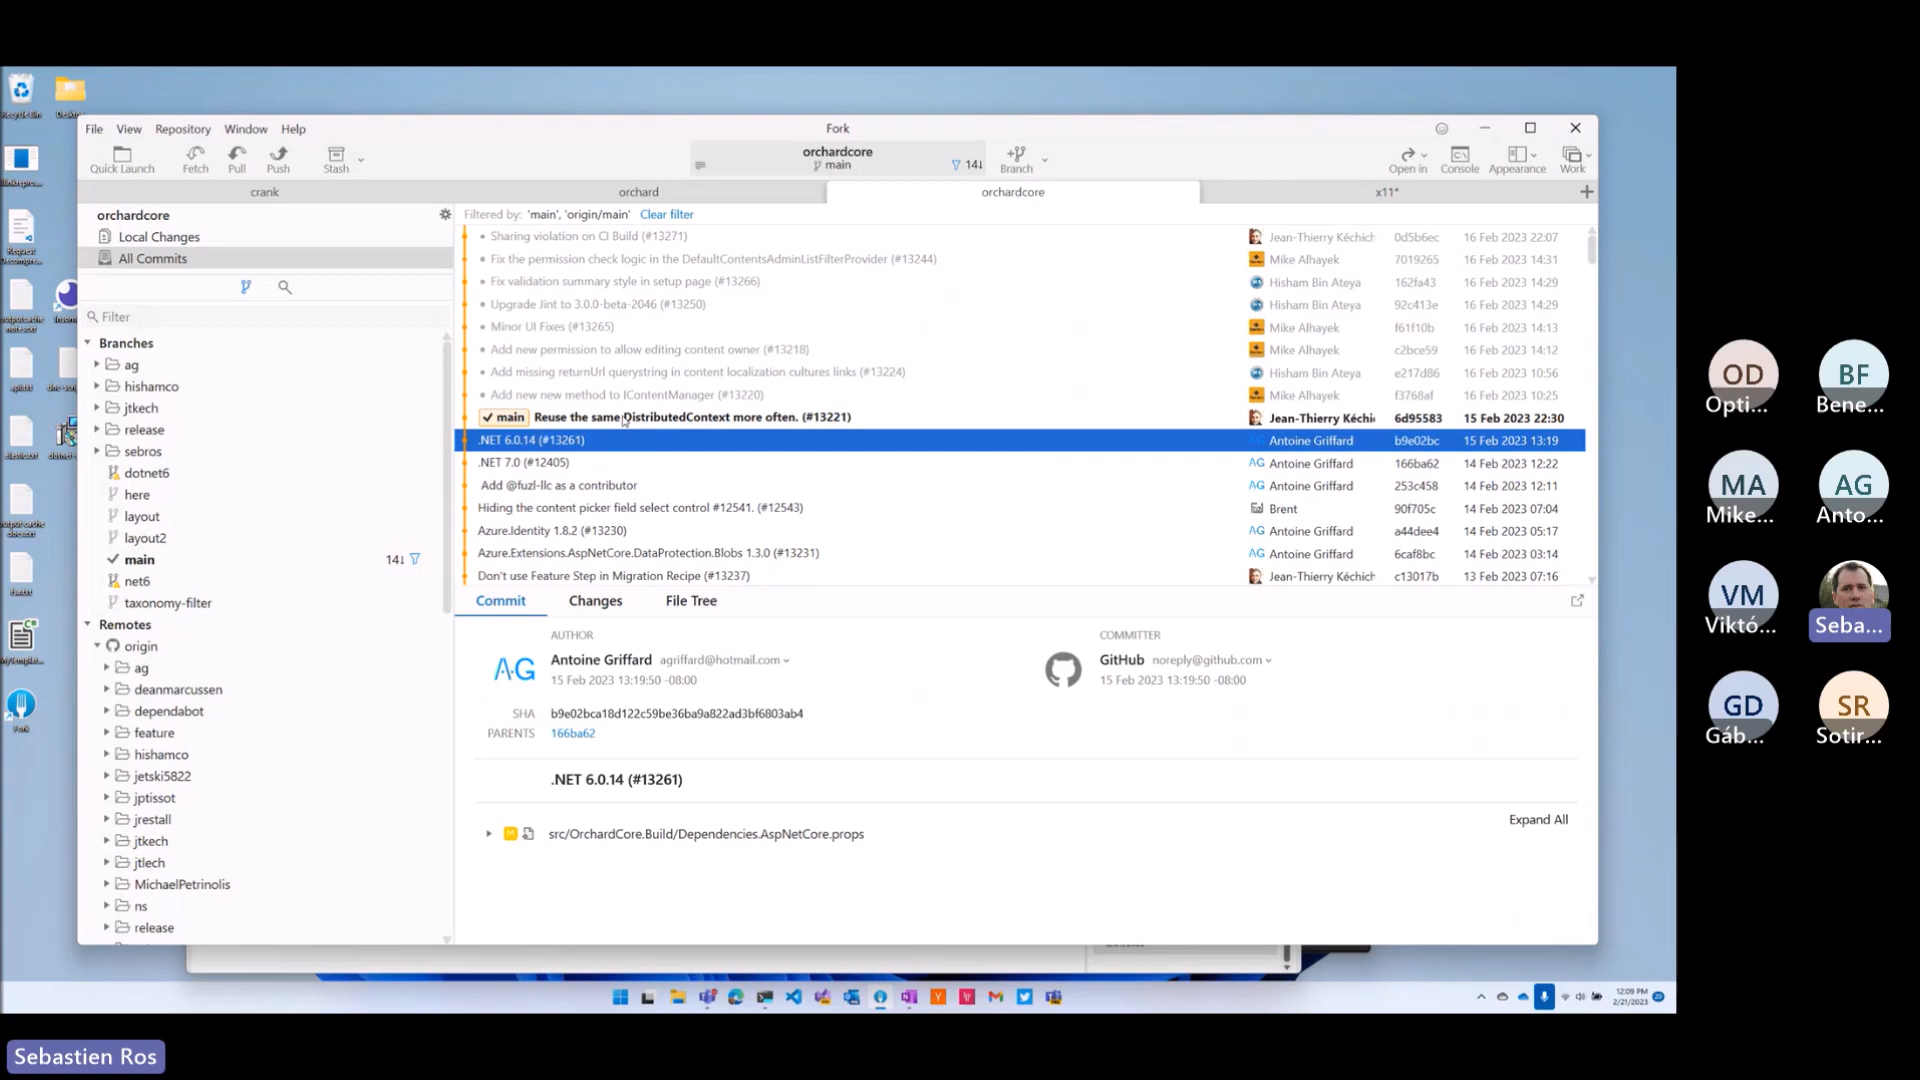 File View Repository Window Help
Fork
Quick Launch
Fetch
Pull
Push
Stash
orchardcore
main
14↓
Branch
Open in
Console
Appearance
Work
crank
orchard
orchardcore
x11*
orchardcore
Local Changes
All Commits
Filter
Branches
ag
hishamco
jtkech
release
sebros
dotnet6
here
layout
layout2
main 14↓
net6
taxonomy-filter
Remotes
origin
ag
deanmarcussen
dependabot
feature
hishamco
jetski5822
jptissot
jrestall
jtkech
jtlech
MichaelPetrinolis
ns
release
Filtered by: 'main', 'origin/main' Clear filter
Sharing violation on CI Build (#13271) Jean-Thierry Kéchich 0d5b6ec 16 Feb 2023 22:07
Fix the permission check logic in the DefaultContentsAdminListFilterProvider (#13244) Mike Alhayek 7019265 16 Feb 2023 14:31
Fix validation summary style in setup page (#13266) Hisham Bin Ateya 162fa43 16 Feb 2023 14:29
Upgrade Jint to 3.0.0-beta-2046 (#13250) Hisham Bin Ateya 92c413e 16 Feb 2023 14:29
Minor UI Fixes (#13265) Mike Alhayek f61f10b 16 Feb 2023 14:13
Add new permission to allow editing content owner (#13218) Mike Alhayek c2bce59 16 Feb 2023 14:12
Add missing returnUrl querystring in content localization cultures links (#13224) Hisham Bin Ateya e217d86 16 Feb 2023 10:56
Add new new method to IContentManager (#13220) Mike Alhayek f3768af 16 Feb 2023 10:25
main Reuse the same DistributedContext more often. (#13221) Jean-Thierry Kéchi 6d95583 15 Feb 2023 22:30
.NET 6.0.14 (#13261) Antoine Griffard b9e02bc 15 Feb 2023 13:19
.NET 7.0 (#12405) AG Antoine Griffard 166ba62 14 Feb 2023 12:22
Add @fuzl-llc as a contributor AG Antoine Griffard 253c458 14 Feb 2023 12:11
Hiding the content picker field select control #12541. (#12543) Brent 90f705c 14 Feb 2023 07:04
Azure.Identity 1.8.2 (#13230) AG Antoine Griffard a44dee4 14 Feb 2023 05:17
Azure.Extensions.AspNetCore.DataProtection.Blobs 1.3.0 (#13231) AG Antoine Griffard 6caf8bc 14 Feb 2023 03:14
Don't use Feature Step in Migration Recipe (#13237) Jean-Thierry Kéchich c13017b 13 Feb 2023 07:16
Commit Changes File Tree
AUTHOR
AG
Antoine Griffard agriffard@hotmail.com
15 Feb 2023 13:19:50 -08:00
COMMITTER
GitHub noreply@github.com
15 Feb 2023 13:19:50 -08:00
SHA b9e02bca18d122c59be36ba9a822ad3bf6803ab4
PARENTS 166ba62
.NET 6.0.14 (#13261)
Expand All
src/OrchardCore.Build/Dependencies.AspNetCore.props
12:09 PM
2/21/2023
OD
Opti...
BF
Bene...
MA
Mike...
AG
Anto...
VM
Viktó...
Seba...
GD
Gáb...
SR
Sotir...
Sebastien Ros